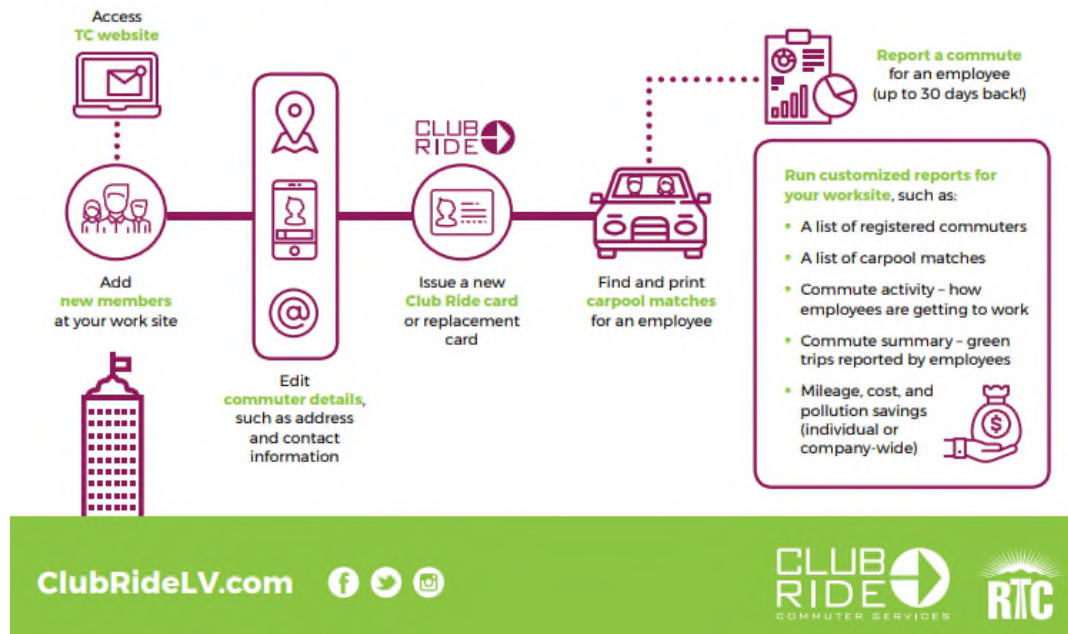 Access
TC website
Add
new members
at your work site
Edit
commuter details,
such as address
and contact
information
CLUB
RIDE
Issue a new
Club Ride card
or replacement
card
Find and print
carpool matches
for an employee
Report a commute
for an employee
(up to 30 days back!)
Run customized reports for
your worksite, such as:
• A list of registered commuters
• A list of carpool matches
• Commute activity – how
employees are getting to work
• Commute summary – green
trips reported by employees
• Mileage, cost, and
pollution savings
(individual or
company-wide)
$
@
ClubRideLV.com
CLUB
RIDE
COMMUTER SERVICES
RTC